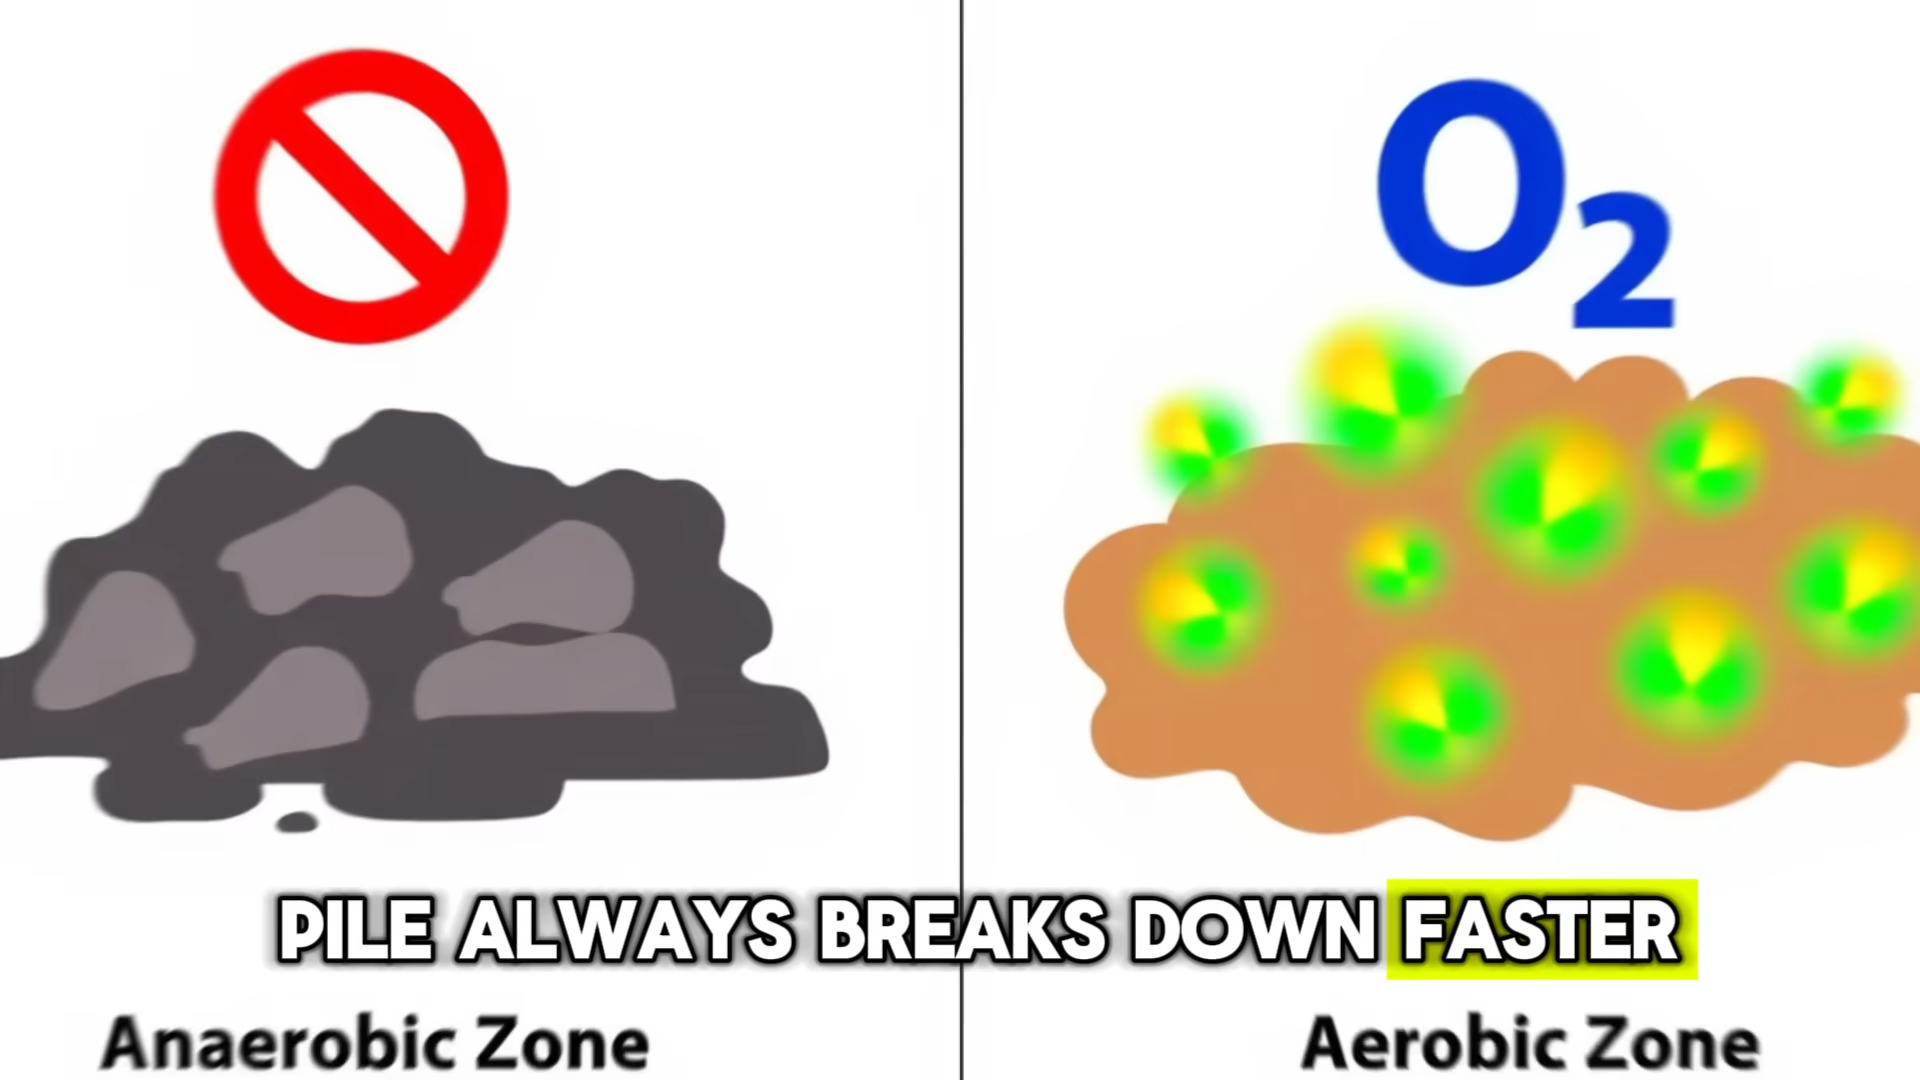 O₂
PILE ALWAYS BREAKS DOWN FASTER
Anaerobic Zone
Aerobic Zone